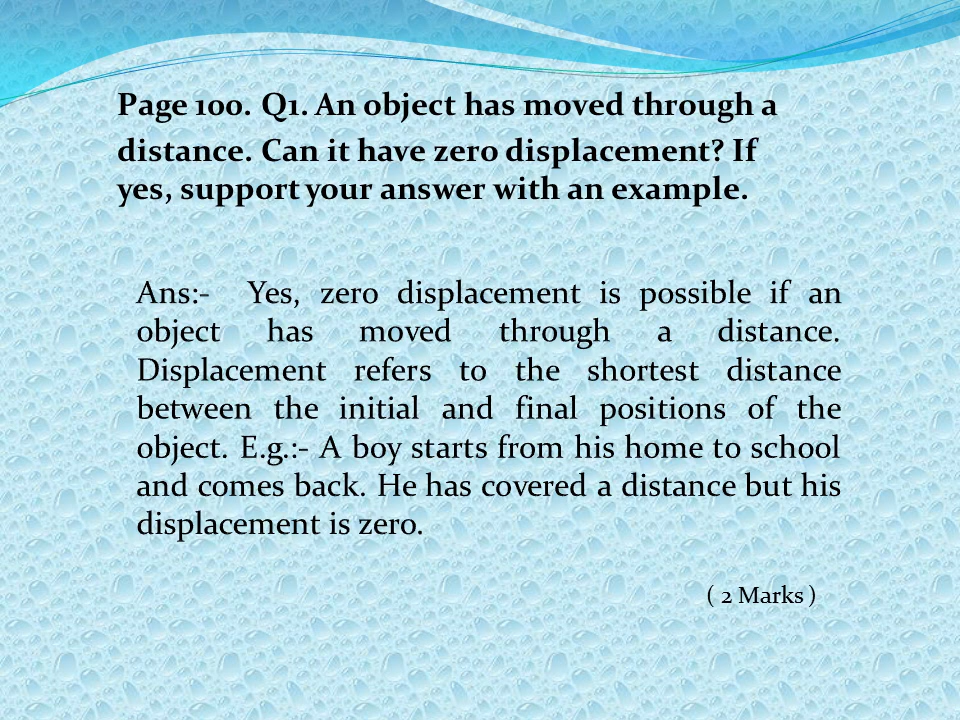 Page 100. Q1. An object has moved through a
distance. Can it have zero displacement? If
yes, support your answer with an example.
Ans:- Yes, zero displacement is possible if an
object has moved through a distance.
Displacement refers to the shortest distance
between the initial and final positions of the
object. E.g.:- A boy starts from his home to school
and comes back. He has covered a distance but his
displacement is zero.
( 2 Marks )